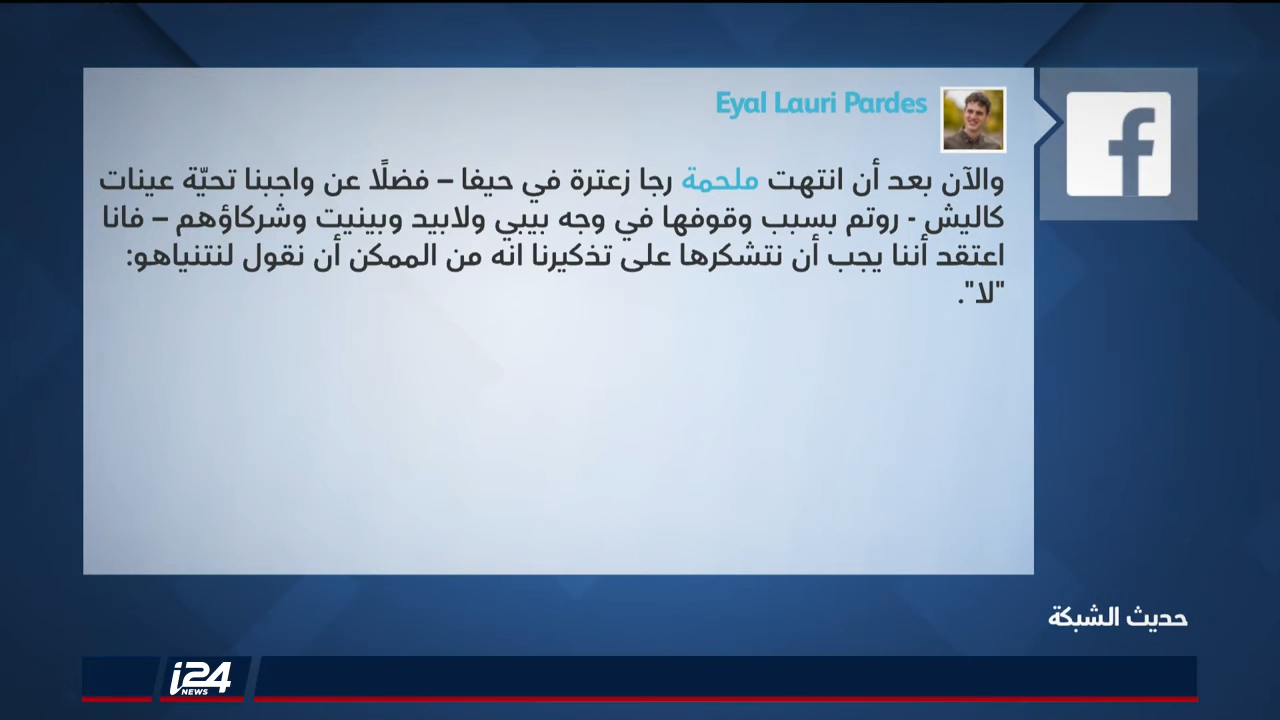 Eyal Lauri Pardes
والآن بعد أن انتهت ملحمة رجا زعترة في حيفا – فضلًا عن واجبنا تحيّة عينات
كاليش - روتم بسبب وقوفها في وجه بيبي ولابيد وبينيت وشركاؤهم – فانا
اعتقد أننا يجب أن نتشكرها على تذكيرنا انه من الممكن أن نقول لنتنياهو:
"لا".
حديث الشبكة
i24
NEWS